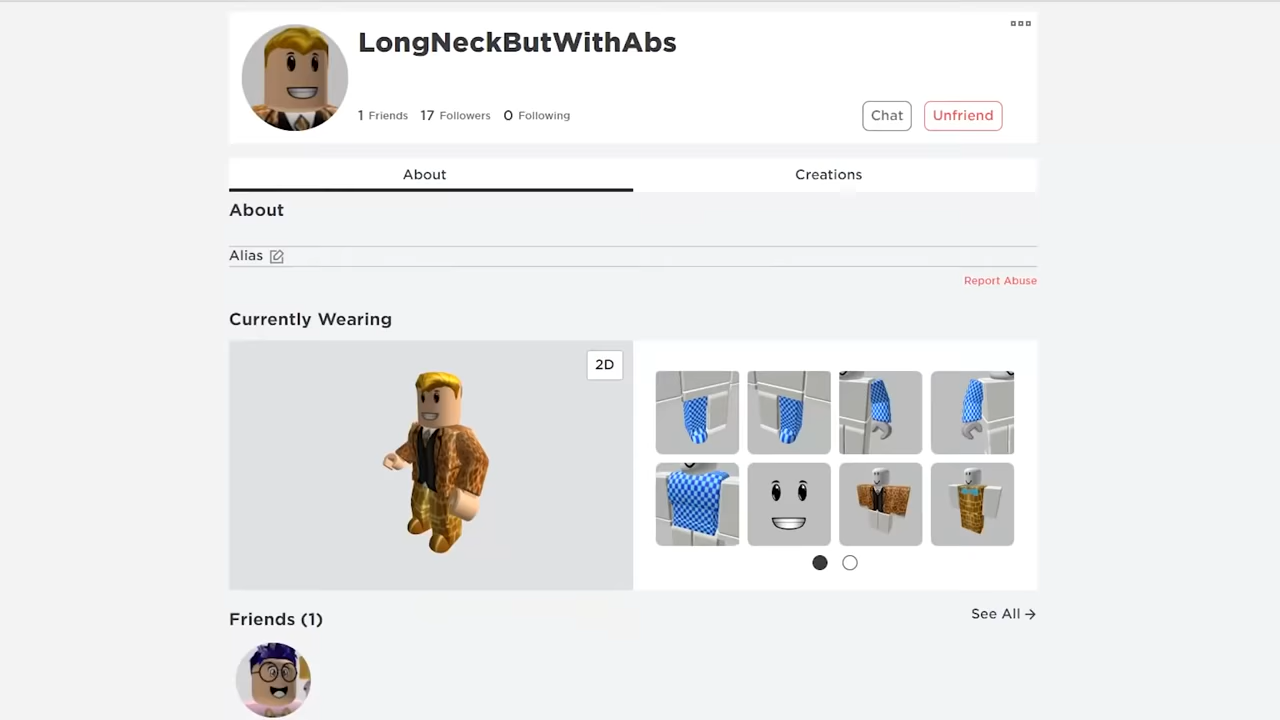 LongNeckButWithAbs
1 Friends 17 Followers 0 Following
Chat
Unfriend
About
Creations
About
Alias
Report Abuse
Currently Wearing
2D
Friends (1)
See All →